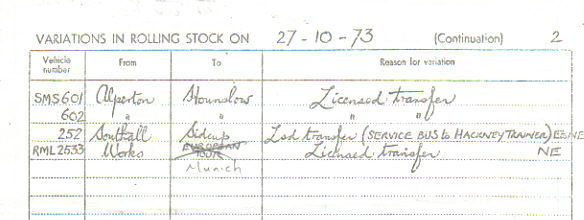 VARIATIONS IN ROLLING STOCK ON 27-10-73 (Continuation) 2
Vehicle number From To Reason for variation
SMS601 Alperton Hounslow Licensed transfer
602 " " " "
252 Southall Sidcup Lsd transfer (SERVICE BUS to HACKNEY TRAINER) E&NE
RML2533 Works EUROPEAN TOUR Licensed transfer NE
Munich